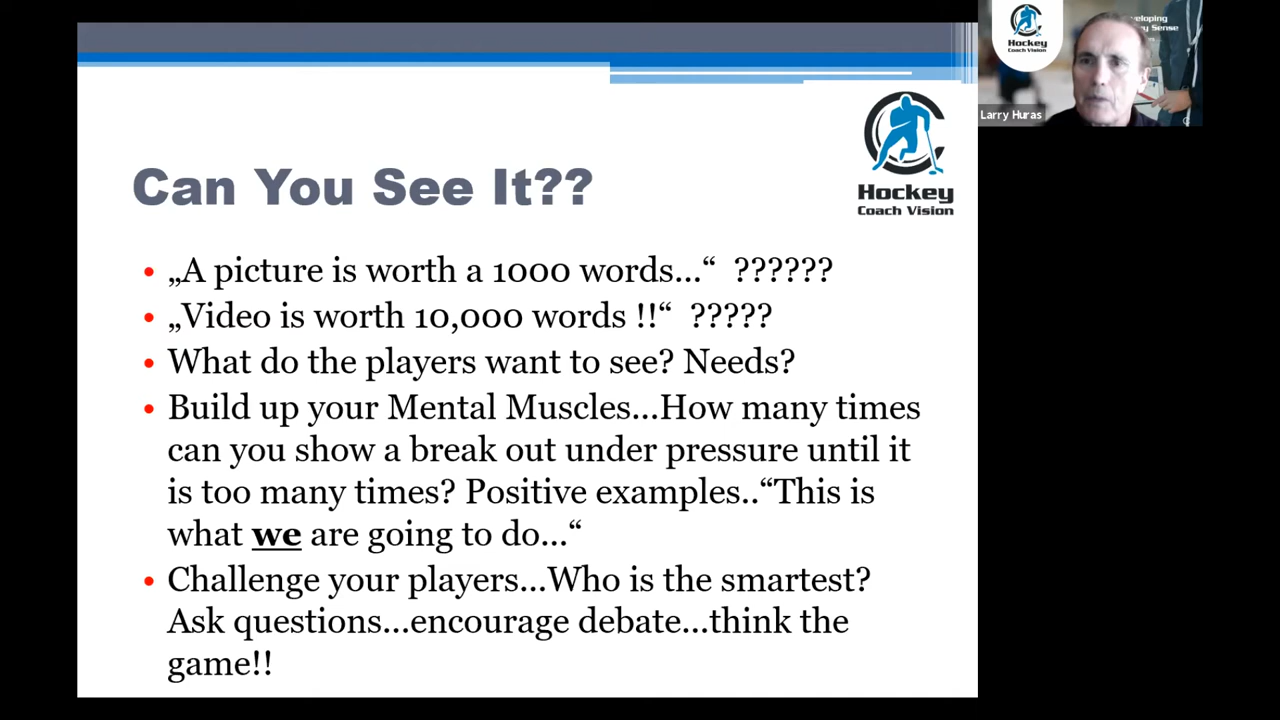 Can You See It??
Hockey
Coach Vision
• „A picture is worth a 1000 words...“ ??????
• „Video is worth 10,000 words !!“ ?????
• What do the players want to see? Needs?
• Build up your Mental Muscles...How many times
can you show a break out under pressure until it
is too many times? Positive examples..“This is
what we are going to do...“
• Challenge your players...Who is the smartest?
Ask questions...encourage debate...think the
game!!
Hockey
Coach Vision
Sense
Larry Huras